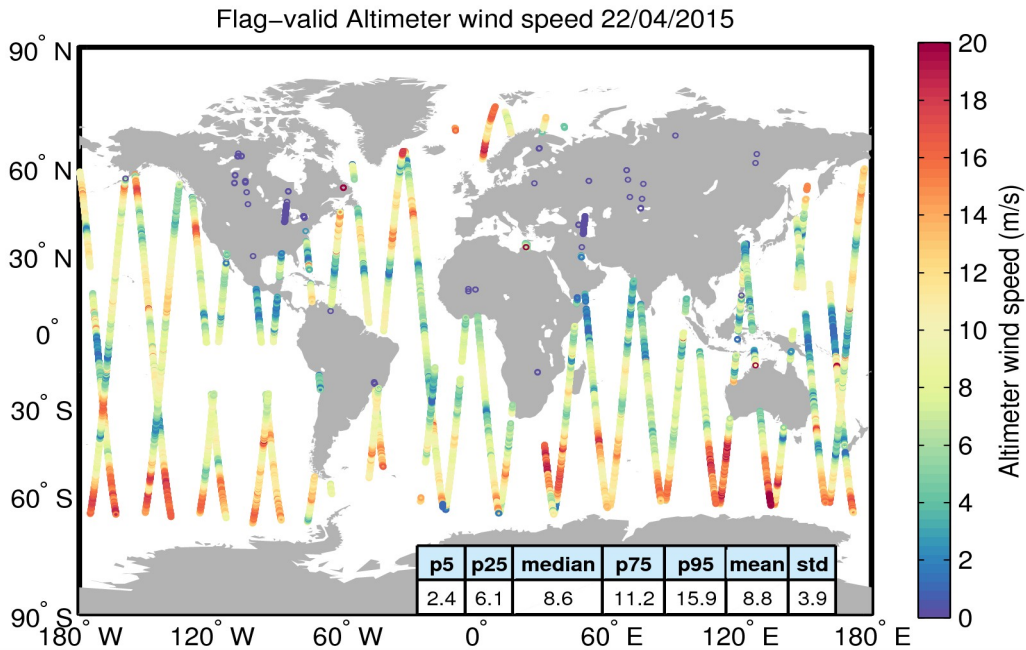 Flag−valid Altimeter wind speed 22/04/2015
90° N
60° N
30° N
0°
30° S
60° S
90° S
180° W
120° W
60° W
0°
60° E
120° E
180° E
p5 p25 median p75 p95 mean std
2.4 6.1 8.6 11.2 15.9 8.8 3.9
20
18
16
14
12
10
8
6
4
2
0
Altimeter wind speed (m/s)